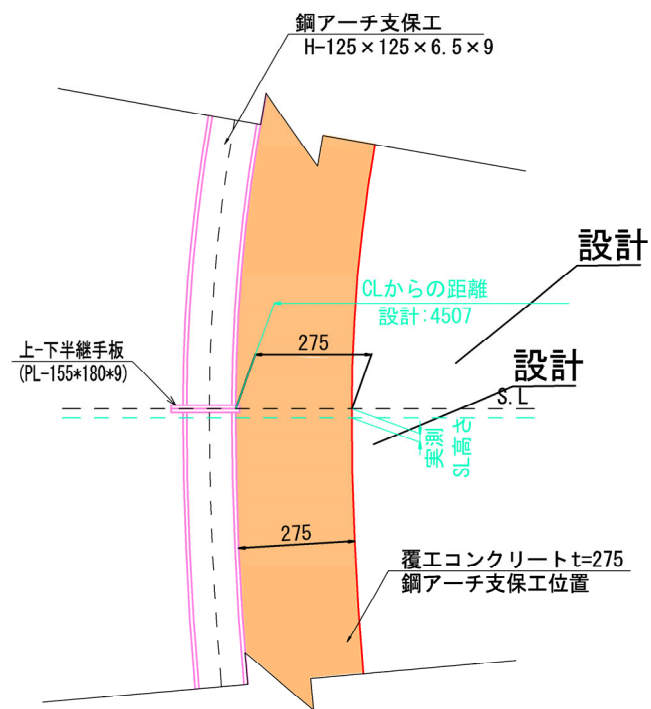 鋼アーチ支保工
H-125×125×6.5×9
設計
CLからの距離
設計:4507
275
上-下半継手板
(PL-155*180*9)
設計
S.L
実測
SL高さ
275
覆工コンクリートt=275
鋼アーチ支保工位置